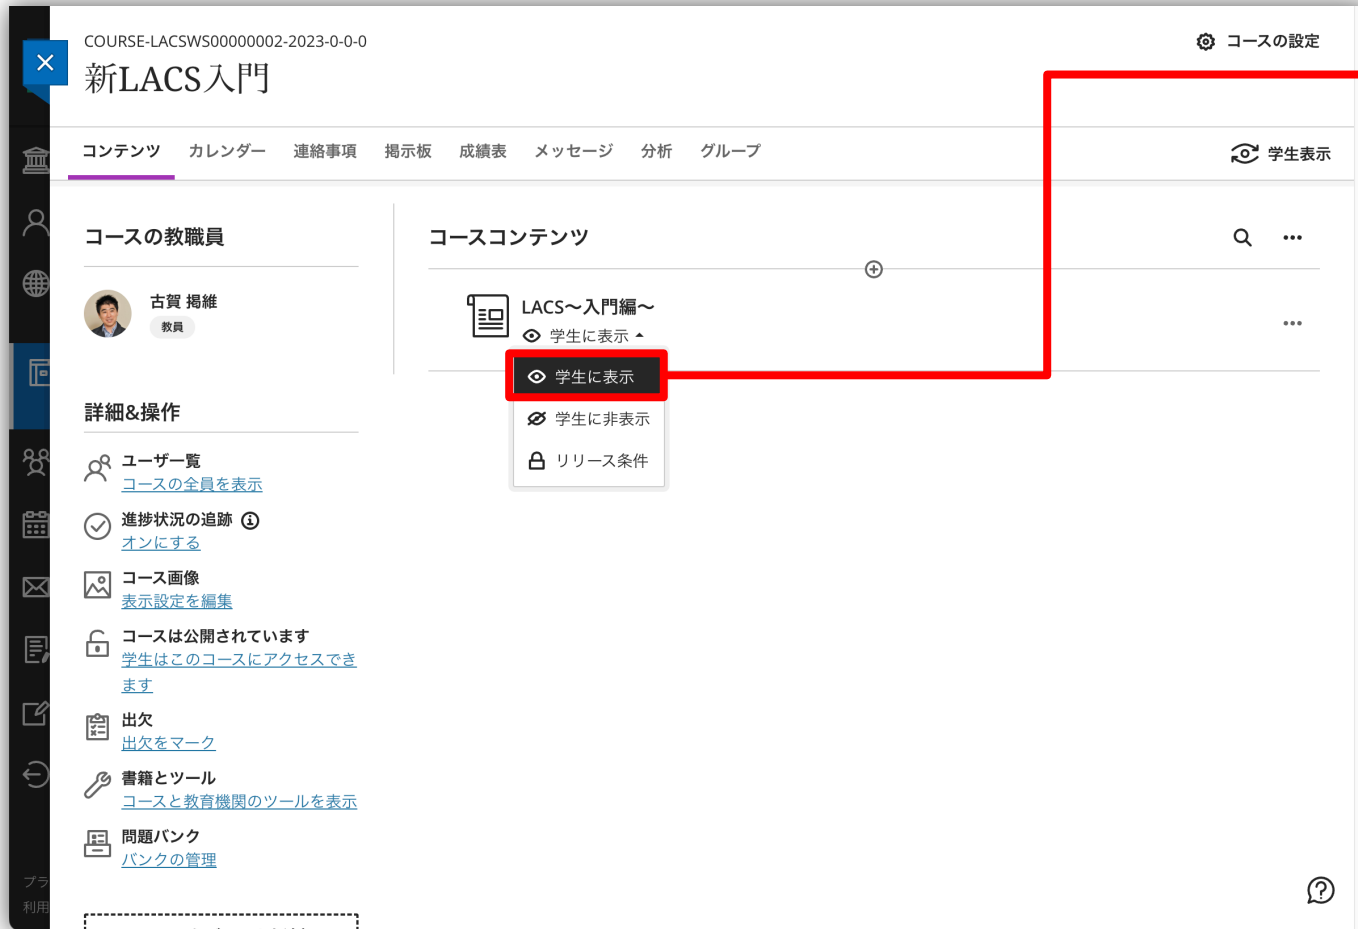 COURSE-LACSWS00000002-2023-0-0-0
コースの設定
新LACS入門
コンテンツ カレンダー 連絡事項 掲示板 成績表 メッセージ 分析 グループ
学生表示
コースの教職員
古賀 掲維
教員
詳細&操作
ユーザ一覧
コースの全員を表示
進捗状況の追跡
オンにする
コース画像
表示設定を編集
コースは公開されています
学生はこのコースにアクセスでき
ます
出欠
出欠をマーク
書籍とツール
コースと教育機関のツールを表示
問題バンク
バンクの管理
コースコンテンツ
LACS〜入門編〜
学生に表示
学生に表示
学生に非表示
リリース条件
プラ
利用